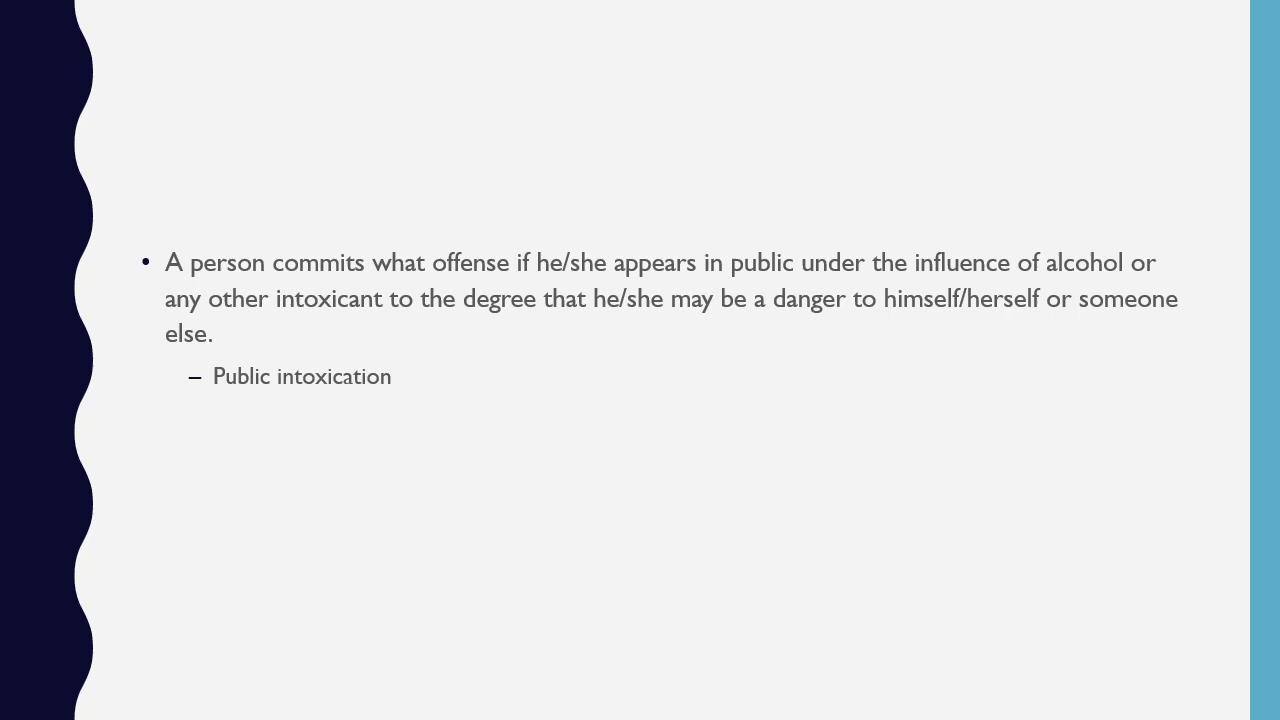 • A person commits what offense if he/she appears in public under the influence of alcohol or
any other intoxicant to the degree that he/she may be a danger to himself/herself or someone
else.
– Public intoxication